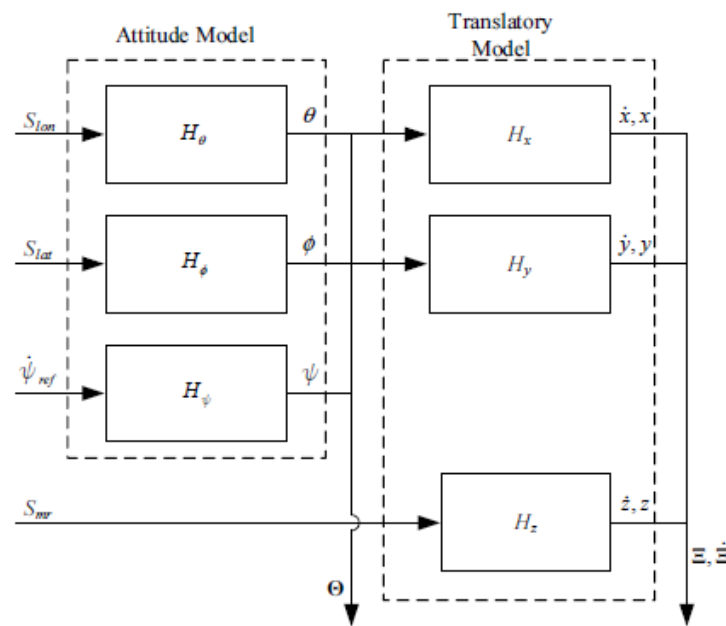 Attitude Model
Translatory
Model
S_lon
H_θ
θ
H_x
ẋ, x
S_lat
H_ϕ
ϕ
H_y
ẏ, y
ψ̇_ref
H_ψ
ψ
S_mr
H_z
ż, z
Θ
Ξ, Ξ̇